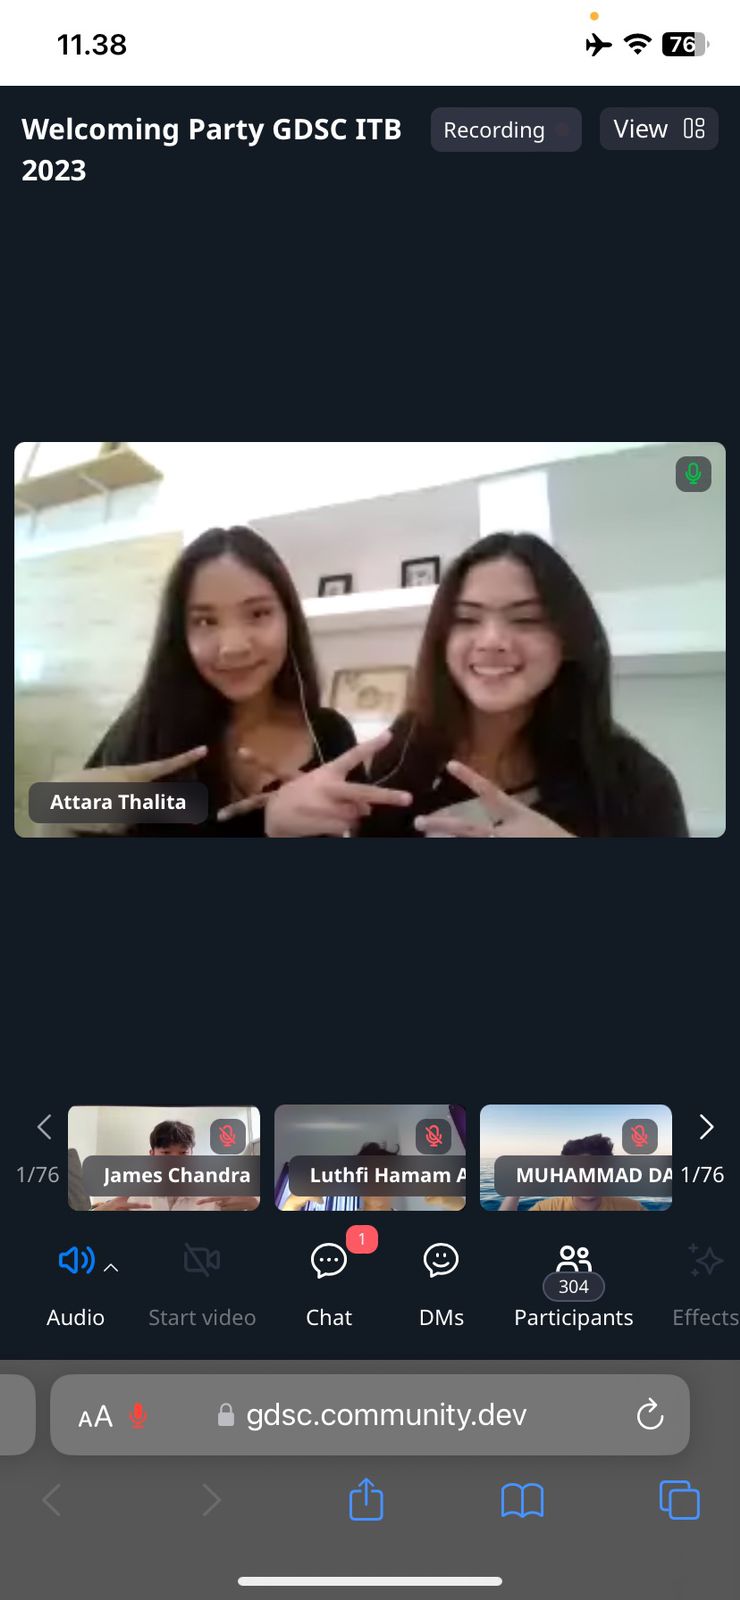 11.38
76
Welcoming Party GDSC ITB
2023
Recording
View
Attara Thalita
James Chandra
Luthfi Hamam A
MUHAMMAD DA
1/76
1/76
1
304
Audio
Start video
Chat
DMs
Participants
Effects
AA
gdsc.community.dev